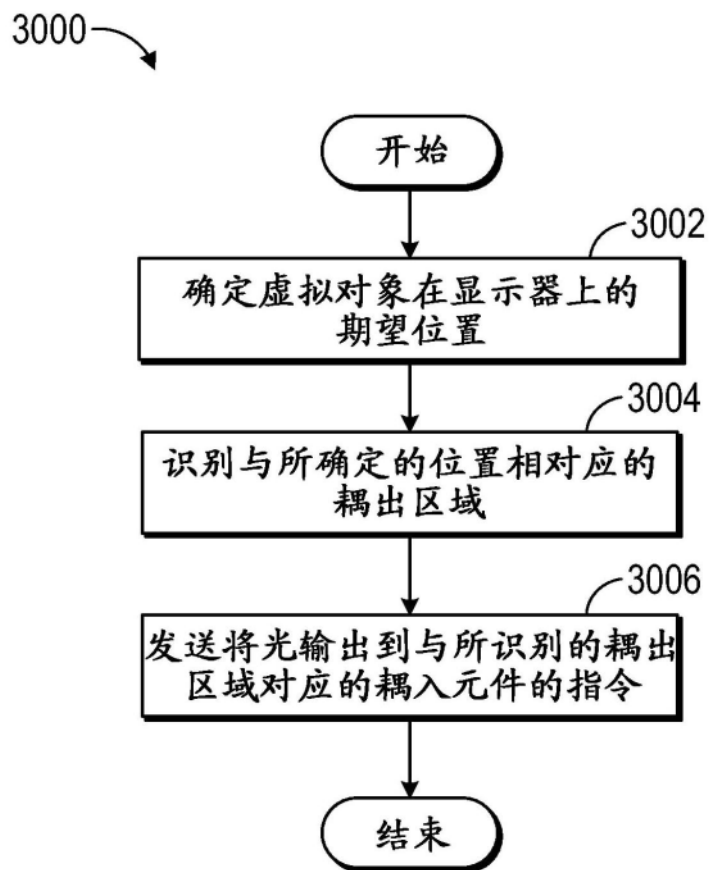 3000
开始
3002
确定虚拟对象在显示器上的
期望位置
3004
识别与所确定的位置相对应的
耦出区域
3006
发送将光输出到与所识别的耦出
区域对应的耦入元件的指令
结束